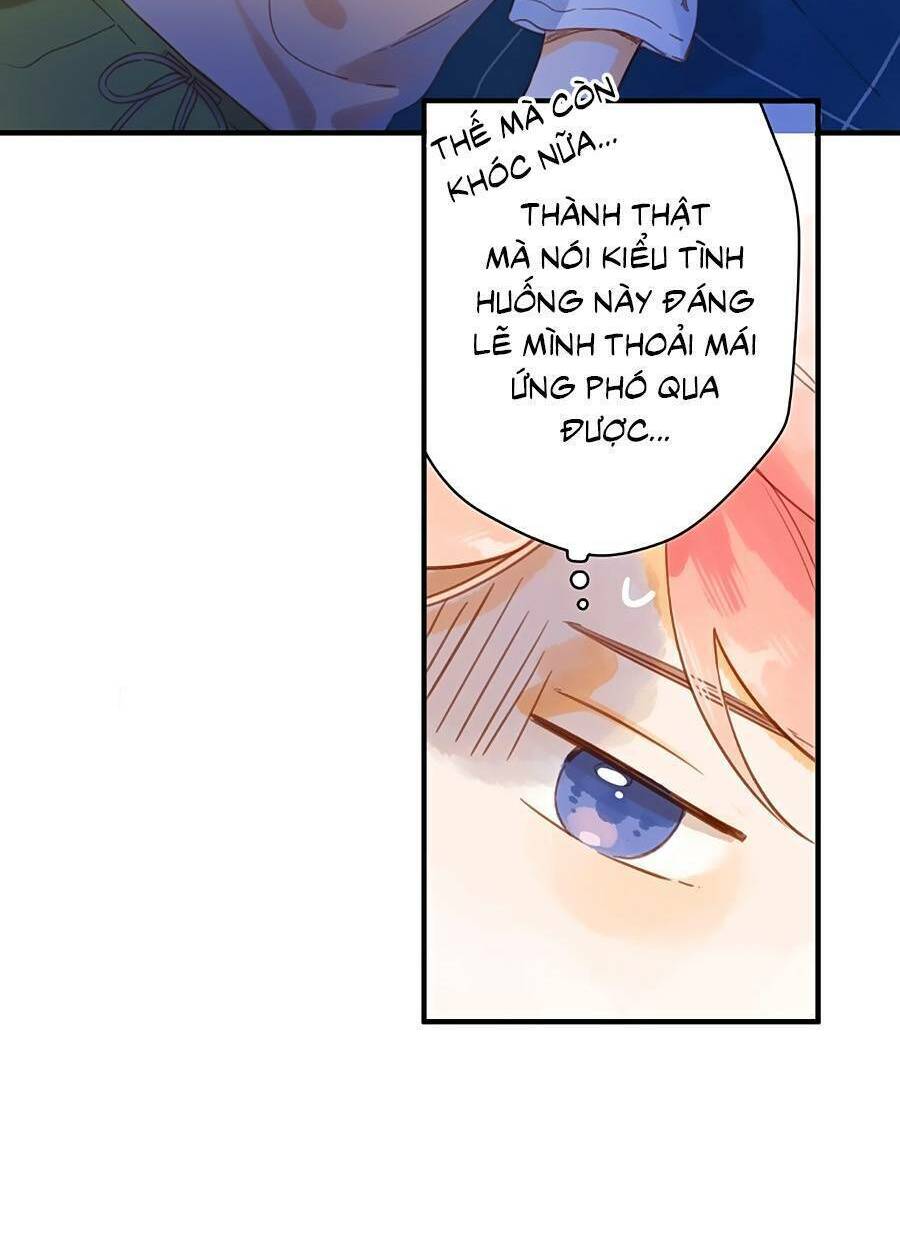 THẾ MÀ CÒN
KHÓC NỮA...
THÀNH THẬT
MÀ NÓI KIỂU TÌNH
HUỐNG NÀY ĐÁNG
LẼ MÌNH THOẢI MÁI
ỨNG PHÓ QUA
ĐƯỢC...